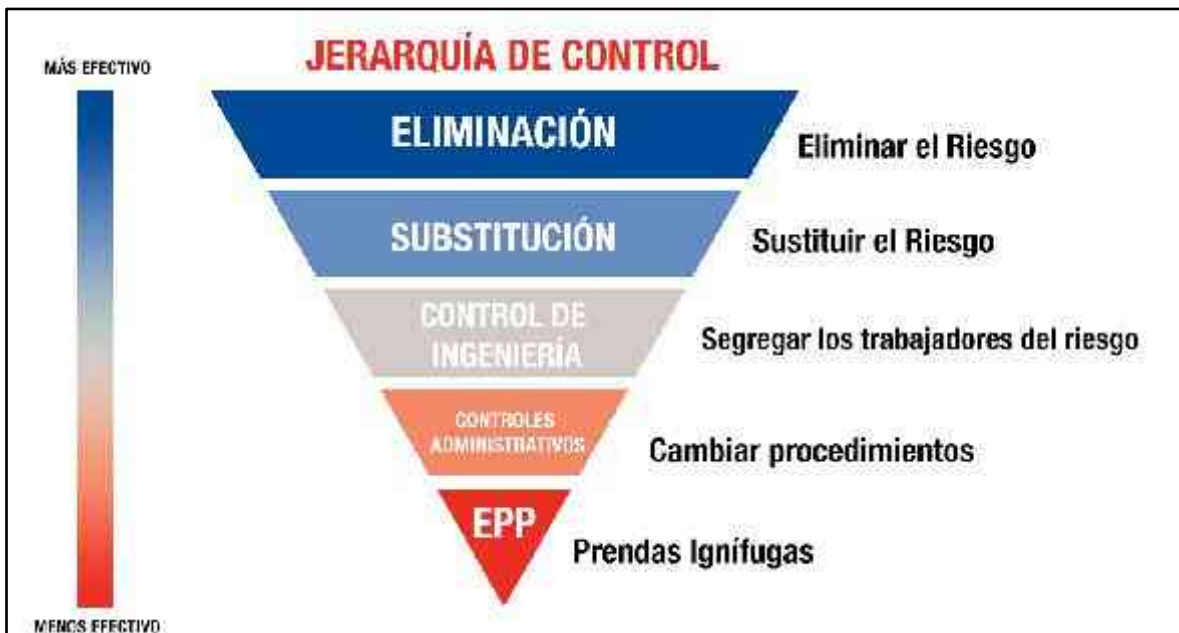 JERARQUÍA DE CONTROL
MÁS EFECTIVO
ELIMINACIÓN
Eliminar el Riesgo
SUBSTITUCIÓN
Sustituir el Riesgo
CONTROL DE
INGENIERÍA
Segregar los trabajadores del riesgo
CONTROLES
ADMINISTRATIVOS
Cambiar procedimientos
EPP
Prendas Ignífugas
MENOS EFECTIVO